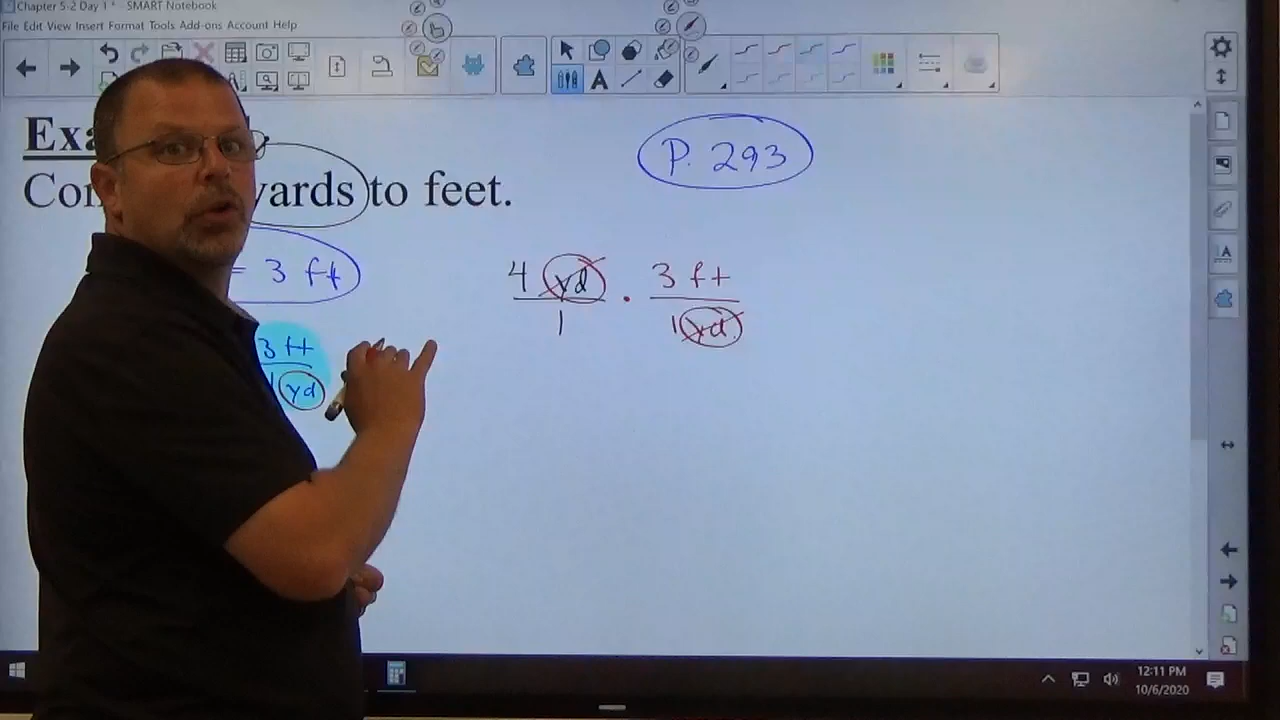 Chapter 5-2 Day 1 * - SMART Notebook
File Edit View Insert Format Tools Add-ons Account Help
P. 293
yards to feet.
= 3 ft
4 yd 3 ft
1 · 1 yd
3 ft
1 yd
12:11 PM
10/6/2020